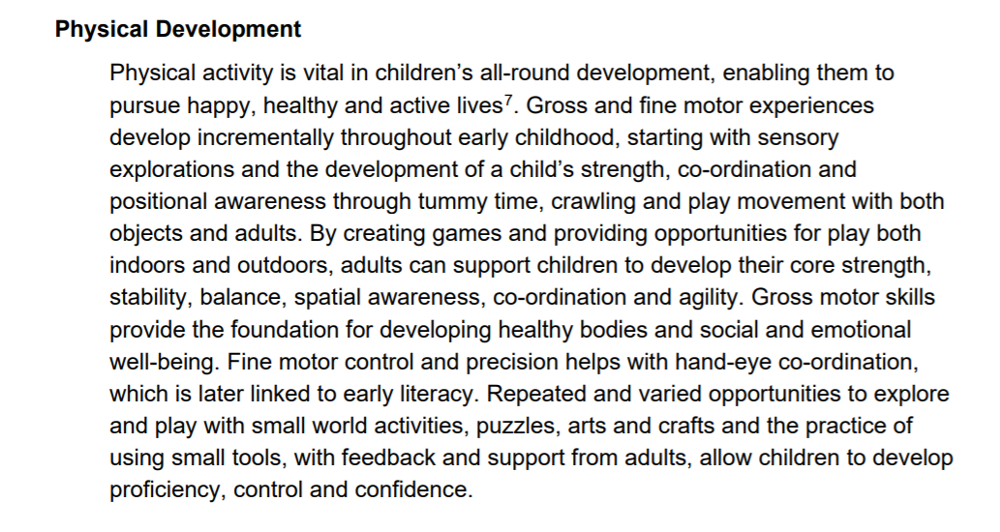 Physical Development
Physical activity is vital in children’s all-round development, enabling them to
pursue happy, healthy and active lives⁷. Gross and fine motor experiences
develop incrementally throughout early childhood, starting with sensory
explorations and the development of a child’s strength, co-ordination and
positional awareness through tummy time, crawling and play movement with both
objects and adults. By creating games and providing opportunities for play both
indoors and outdoors, adults can support children to develop their core strength,
stability, balance, spatial awareness, co-ordination and agility. Gross motor skills
provide the foundation for developing healthy bodies and social and emotional
well-being. Fine motor control and precision helps with hand-eye co-ordination,
which is later linked to early literacy. Repeated and varied opportunities to explore
and play with small world activities, puzzles, arts and crafts and the practice of
using small tools, with feedback and support from adults, allow children to develop
proficiency, control and confidence.